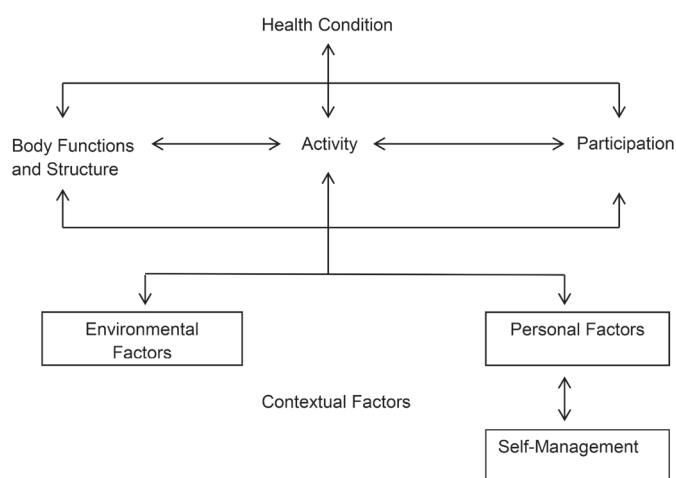 Health Condition
Body Functions
and Structure
Activity
Participation
Environmental
Factors
Personal Factors
Contextual Factors
Self-Management